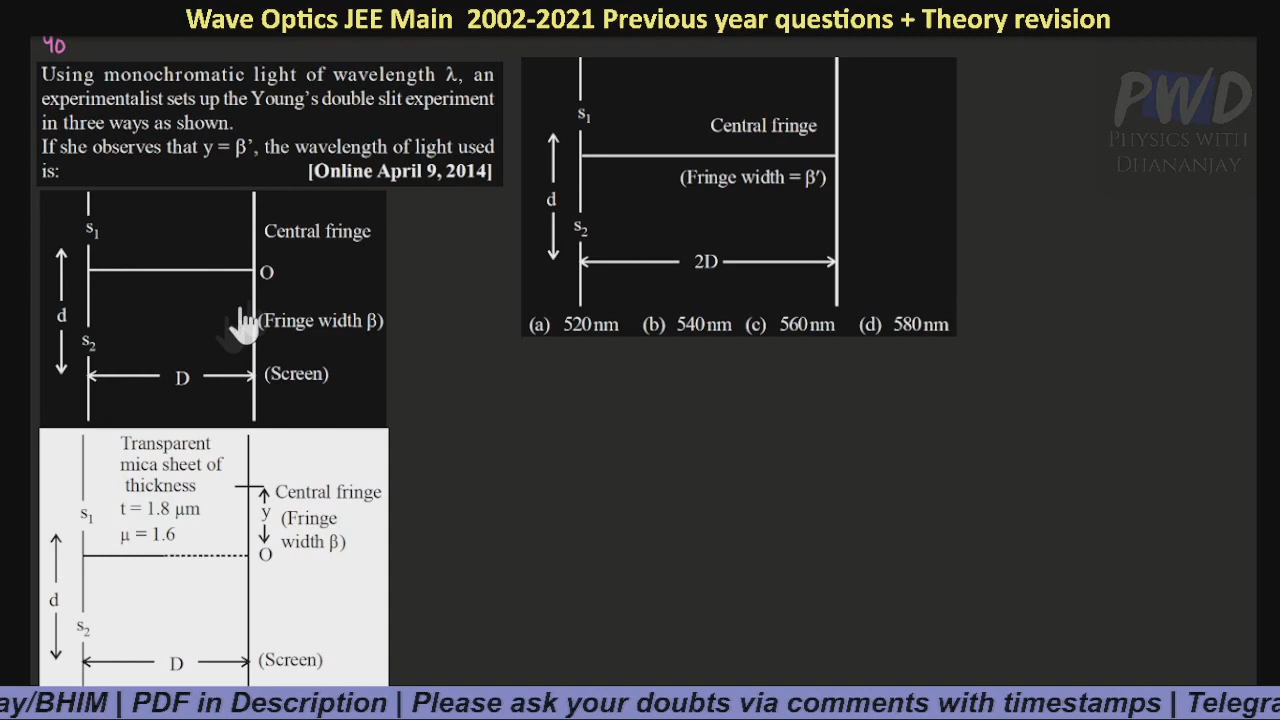 Wave Optics JEE Main 2002-2021 Previous year questions + Theory revision
40
Using monochromatic light of wavelength λ, an
experimentalist sets up the Young's double slit experiment
in three ways as shown.
If she observes that y = β', the wavelength of light used
is: [Online April 9, 2014]
s₁
Central fringe
O
d
(Fringe width β)
s₂
D
(Screen)
Transparent
mica sheet of
thickness
t = 1.8 μm
μ = 1.6
s₁
Central fringe
y
(Fringe
width β)
O
d
s₂
D
(Screen)
s₁
Central fringe
(Fringe width = β′)
d
s₂
2D
(a) 520 nm (b) 540 nm (c) 560 nm (d) 580 nm
PWD
PHYSICS WITH
DHANANJAY
ay/BHIM | PDF in Description | Please ask your doubts via comments with timestamps | Telegra